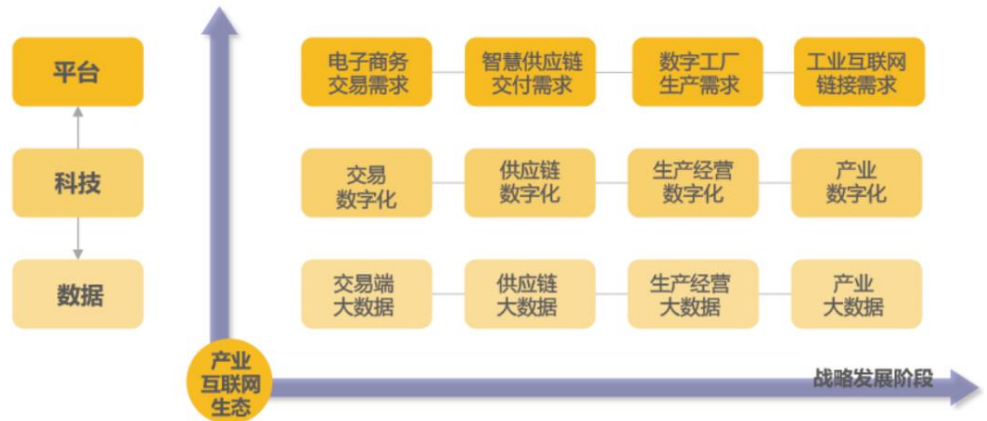 平台
电子商务
交易需求
智慧供应链
交付需求
数字工厂
生产需求
工业互联网
链接需求
科技
交易
数字化
供应链
数字化
生产经营
数字化
产业
数字化
数据
交易端
大数据
供应链
大数据
生产经营
大数据
产业
大数据
产业
互联网
生态
战略发展阶段